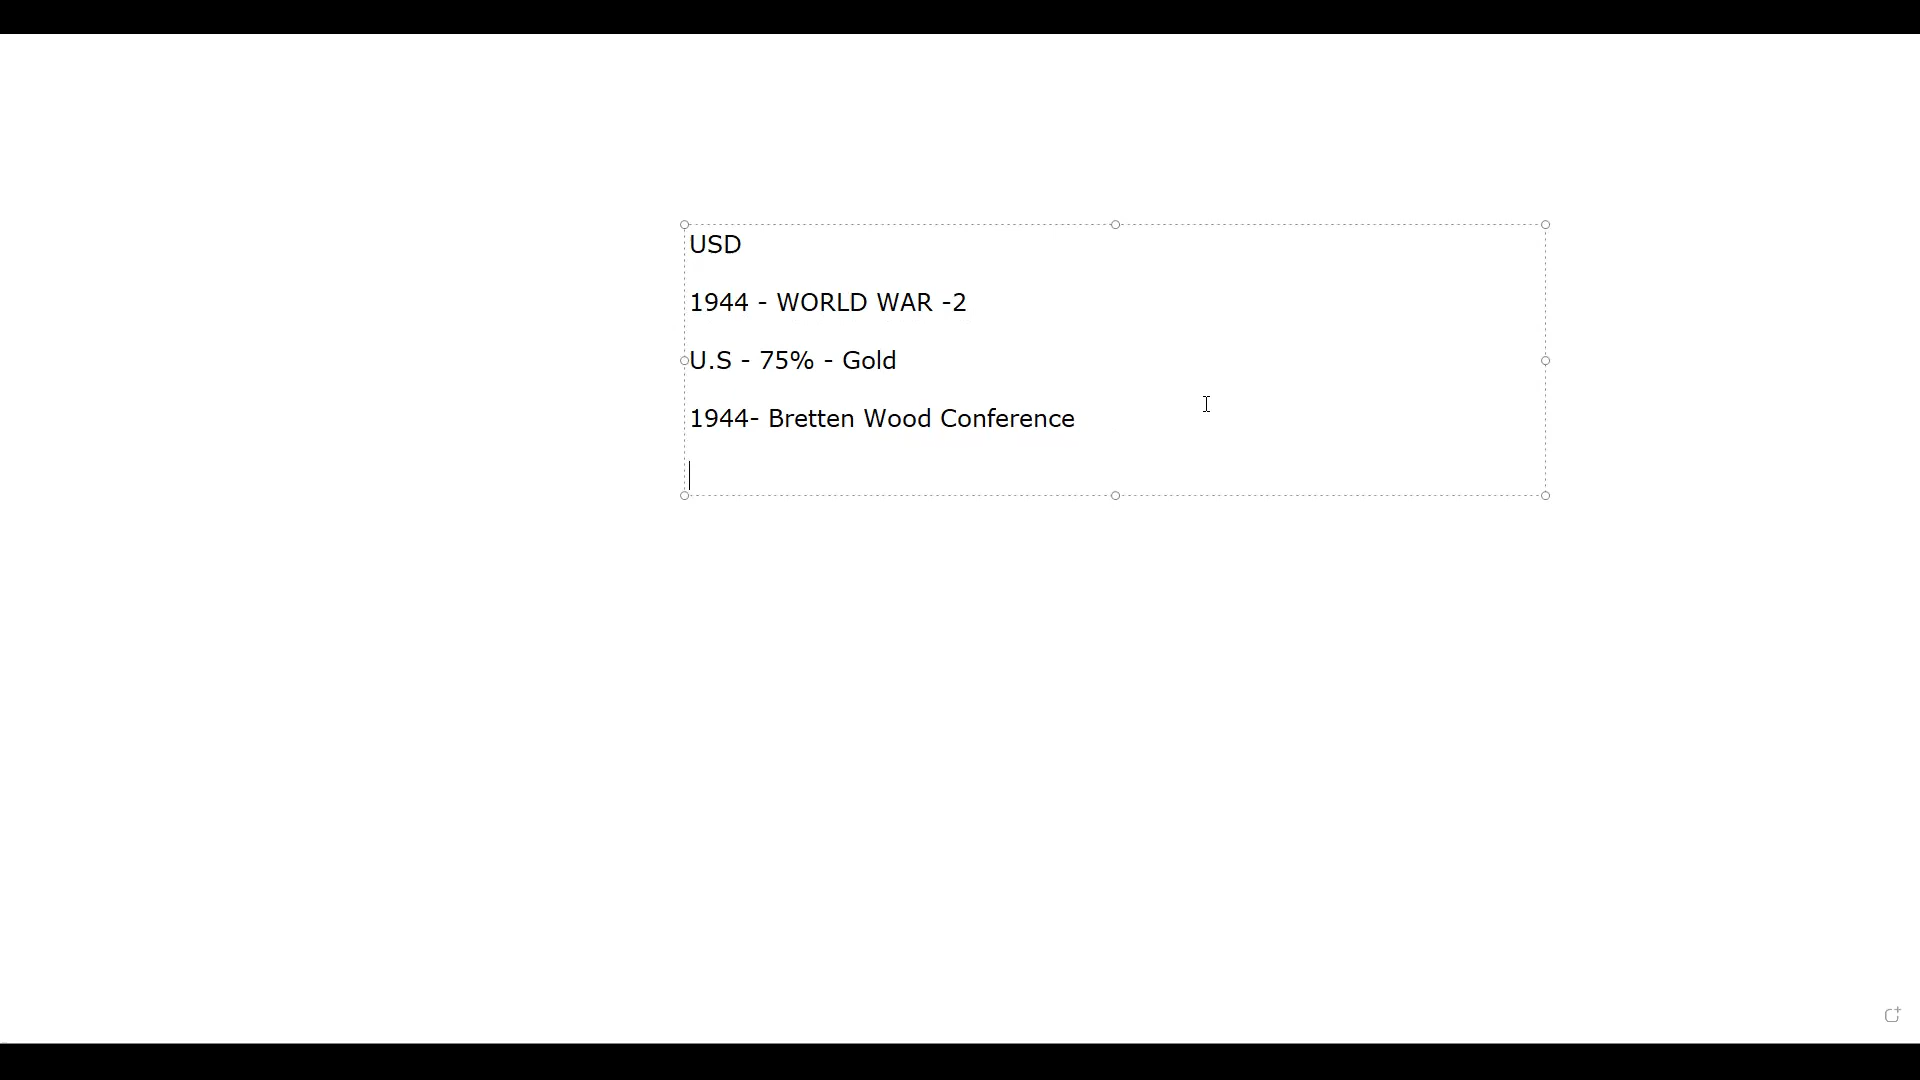 USD
1944 - WORLD WAR -2
U.S - 75% - Gold
1944- Bretten Wood Conference